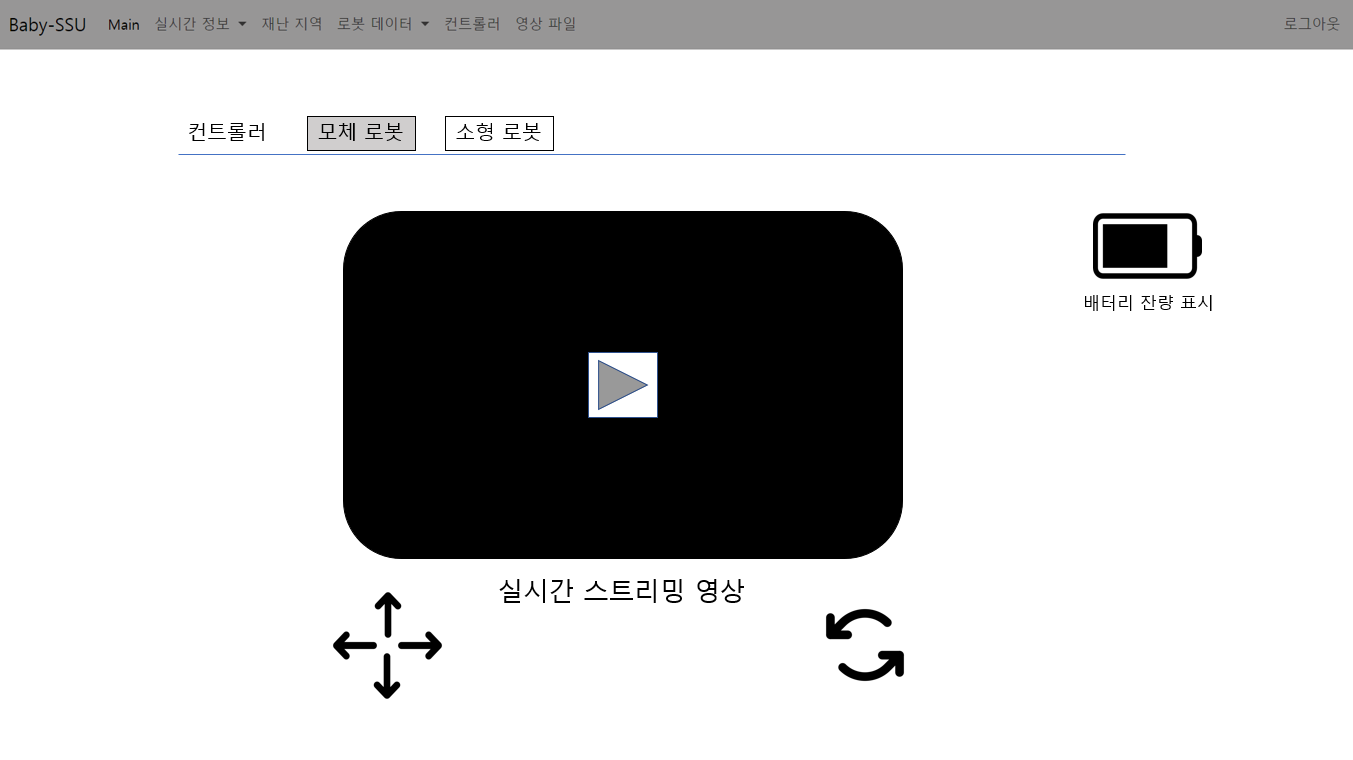 Baby-SSU Main 실시간 정보 재난 지역 로봇 데이터 컨트롤러 영상 파일 로그아웃
컨트롤러 모체 로봇 소형 로봇
배터리 잔량 표시
실시간 스트리밍 영상